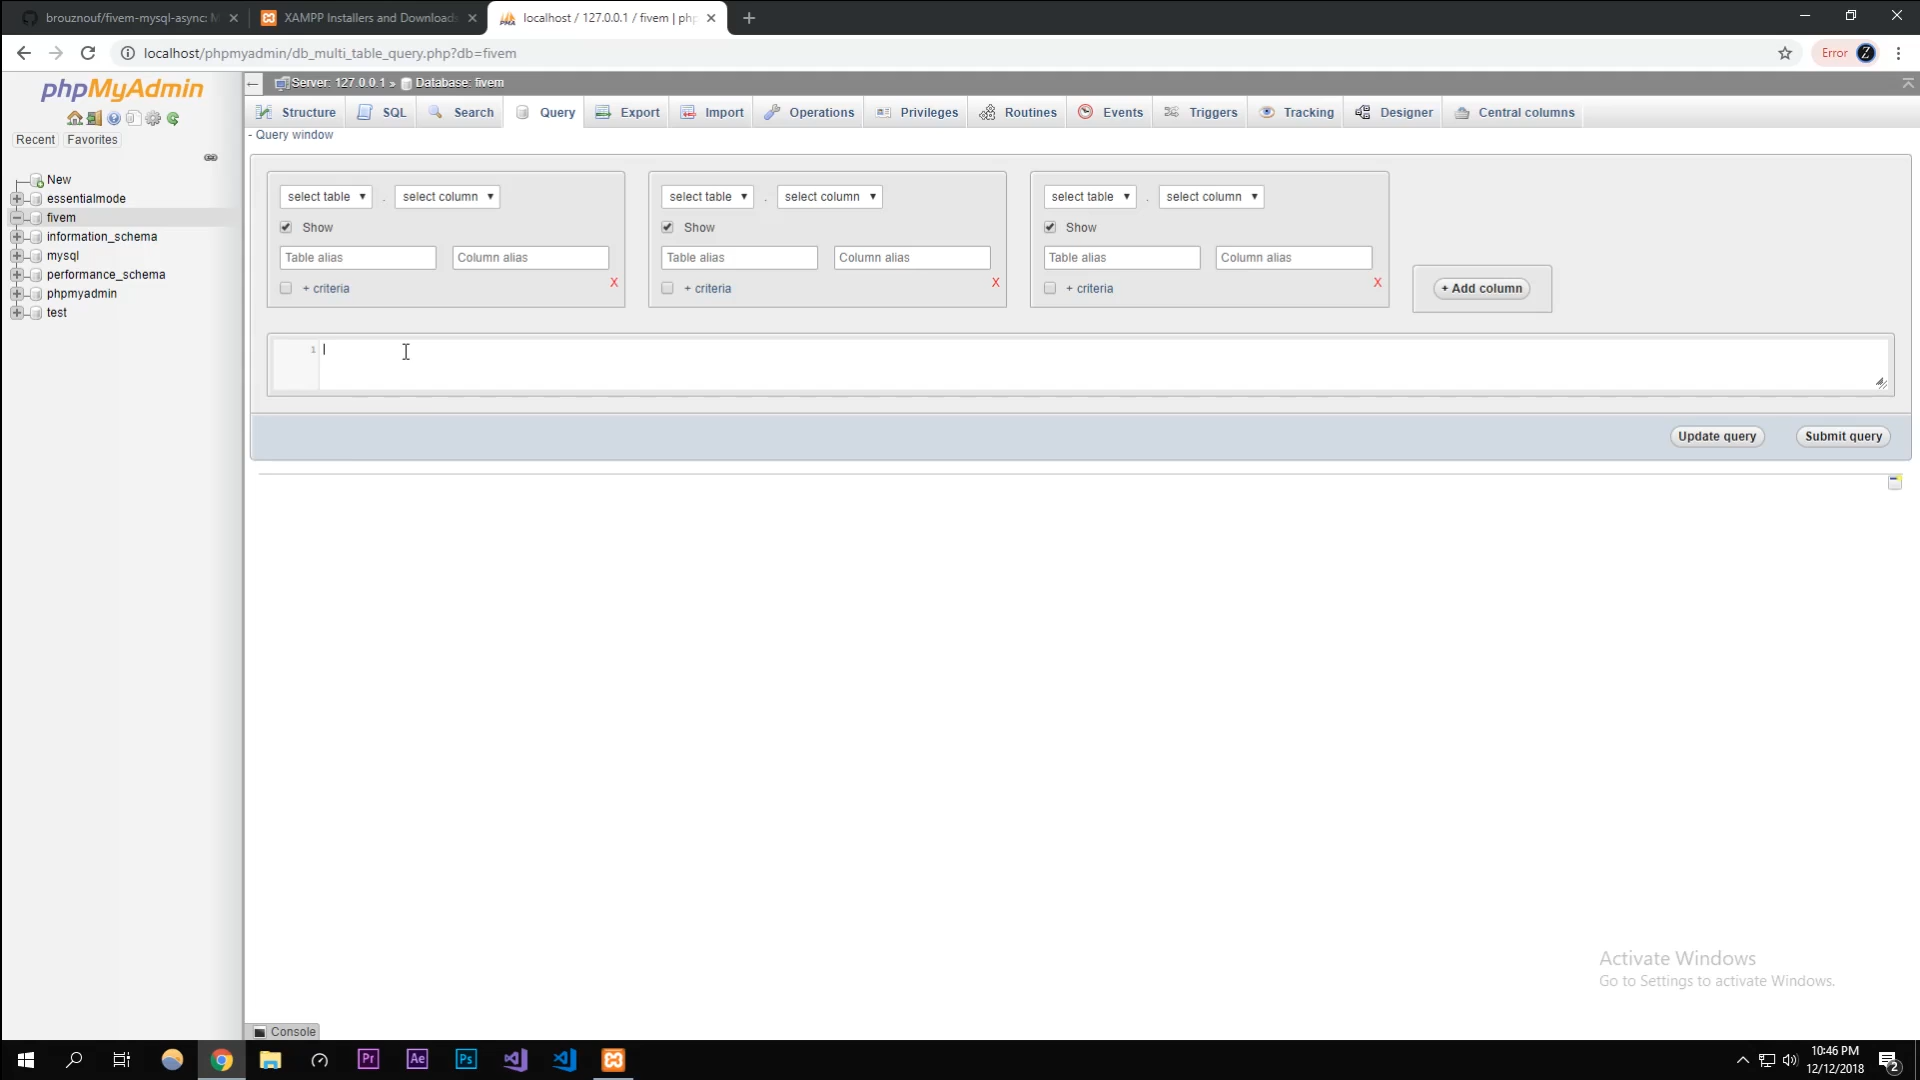 brouznouf/fivem-mysql-async: M
XAMPP Installers and Downloads
localhost / 127.0.0.1 / fivem | php
localhost/phpmyadmin/db_multi_table_query.php?db=fivem
Error
Z
phpMyAdmin
Server: 127.0.0.1 » Database: fivem
Structure SQL Search Query Export Import Operations Privileges Routines Events Triggers Tracking Designer Central columns
- Query window
Recent Favorites
New
essentialmode
fivem
information_schema
mysql
performance_schema
phpmyadmin
test
select table . select column
Show
Table alias Column alias
+ criteria X
select table . select column
Show
Table alias Column alias
+ criteria X
select table . select column
Show
Table alias Column alias
+ criteria X
+ Add column
1
Update query Submit query
Activate Windows
Go to Settings to activate Windows.
Console
Pr Ae Ps
10:46 PM
12/12/2018
2